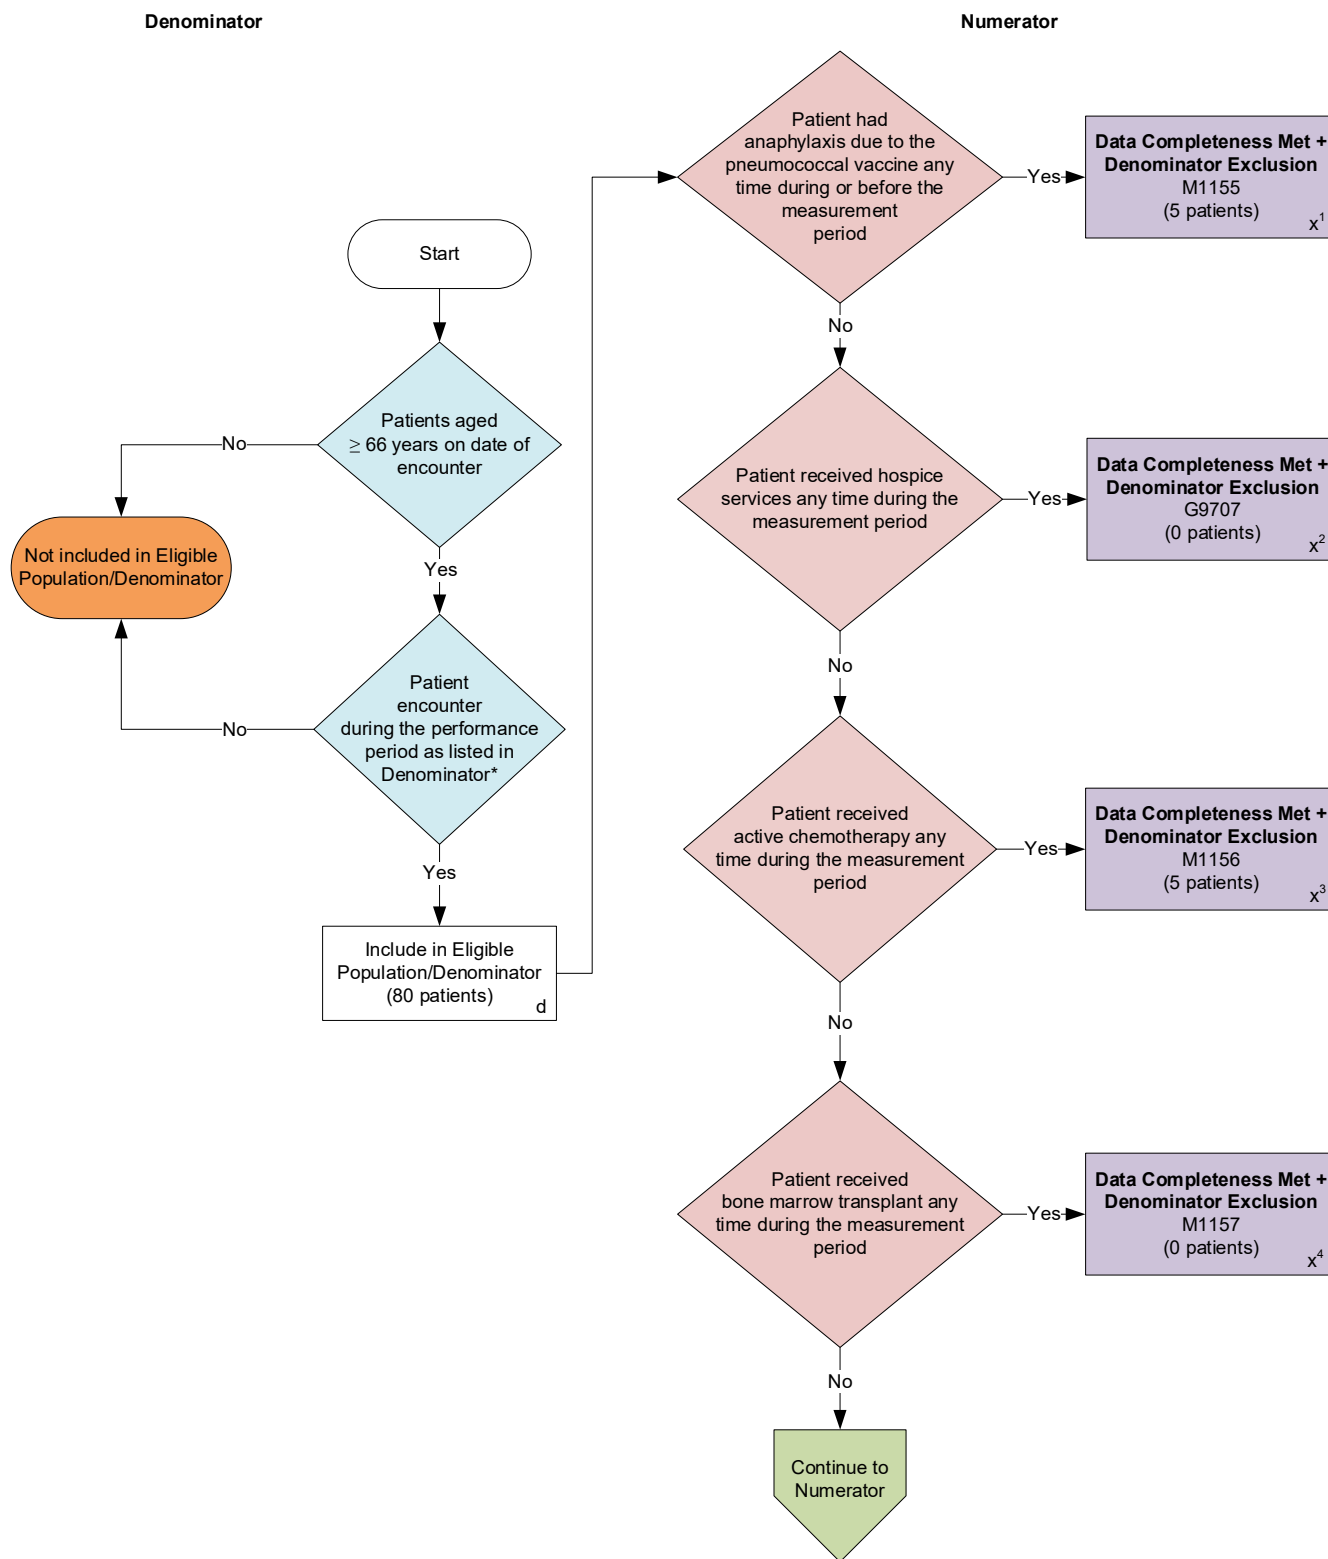 Denominator
Numerator
Start
Patients aged
≥ 66 years on date of
encounter
No
Not included in Eligible
Population/Denominator
Yes
Patient
encounter
during the performance
period as listed in
Denominator*
No
Yes
Include in Eligible
Population/Denominator
(80 patients)
d
Patient had
anaphylaxis due to the
pneumococcal vaccine any
time during or before the
measurement
period
Yes
Data Completeness Met +
Denominator Exclusion
M1155
(5 patients)
x¹
No
Patient received hospice
services any time during the
measurement period
Yes
Data Completeness Met +
Denominator Exclusion
G9707
(0 patients)
x²
No
Patient received
active chemotherapy any
time during the measurement
period
Yes
Data Completeness Met +
Denominator Exclusion
M1156
(5 patients)
x³
No
Patient received
bone marrow transplant any
time during the measurement
period
Yes
Data Completeness Met +
Denominator Exclusion
M1157
(0 patients)
x⁴
No
Continue to
Numerator